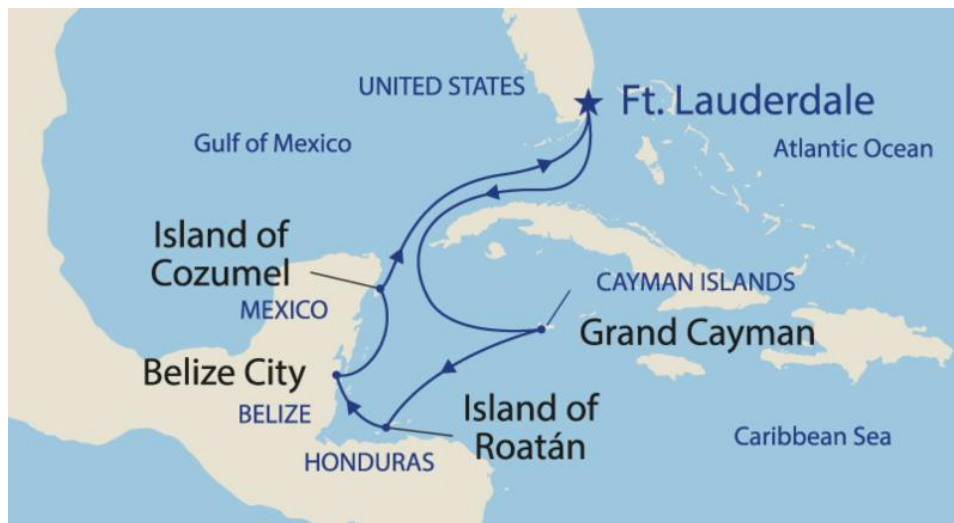 UNITED STATES
Ft. Lauderdale
Gulf of Mexico
Atlantic Ocean
Island of
Cozumel
MEXICO
CAYMAN ISLANDS
Grand Cayman
Belize City
BELIZE
Island of
Roatán
HONDURAS
Caribbean Sea